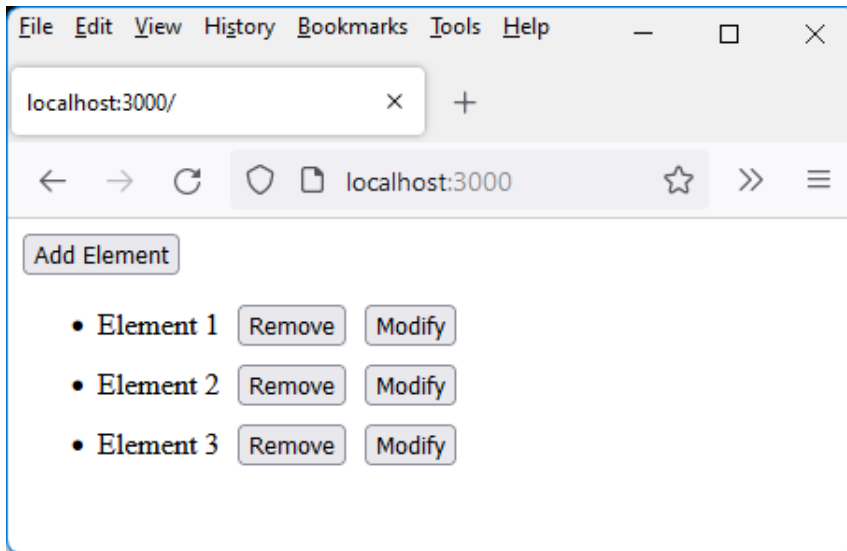 File Edit View History Bookmarks Tools Help
localhost:3000/
localhost:3000
Add Element
• Element 1 Remove Modify
• Element 2 Remove Modify
• Element 3 Remove Modify